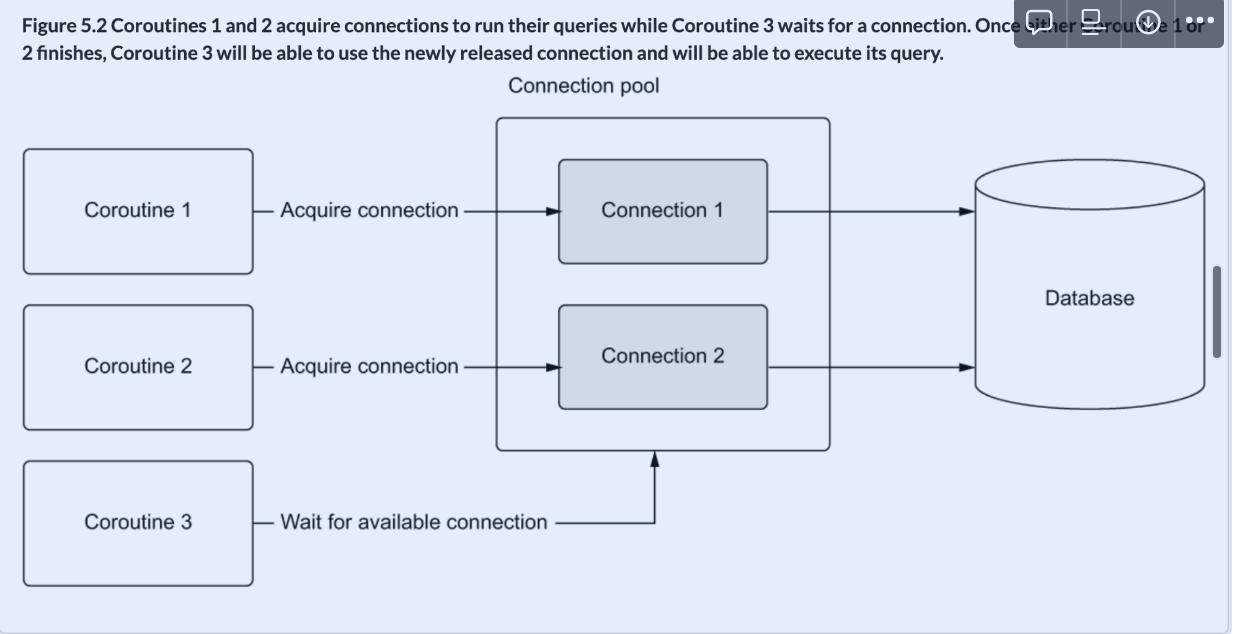 Figure 5.2 Coroutines 1 and 2 acquire connections to run their queries while Coroutine 3 waits for a connection. Once either Coroutine 1 or
2 finishes, Coroutine 3 will be able to use the newly released connection and will be able to execute its query.
Connection pool
Coroutine 1
Acquire connection
Connection 1
Database
Coroutine 2
Acquire connection
Connection 2
Coroutine 3
Wait for available connection